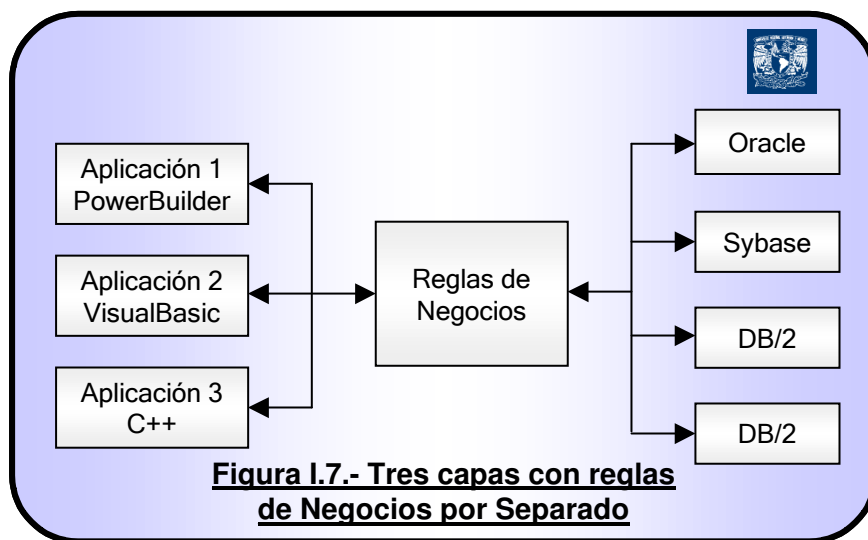 Aplicación 1
PowerBuilder
Aplicación 2
VisualBasic
Aplicación 3
C++
Reglas de
Negocios
Oracle
Sybase
DB/2
DB/2
Figura I.7.- Tres capas con reglas
de Negocios por Separado